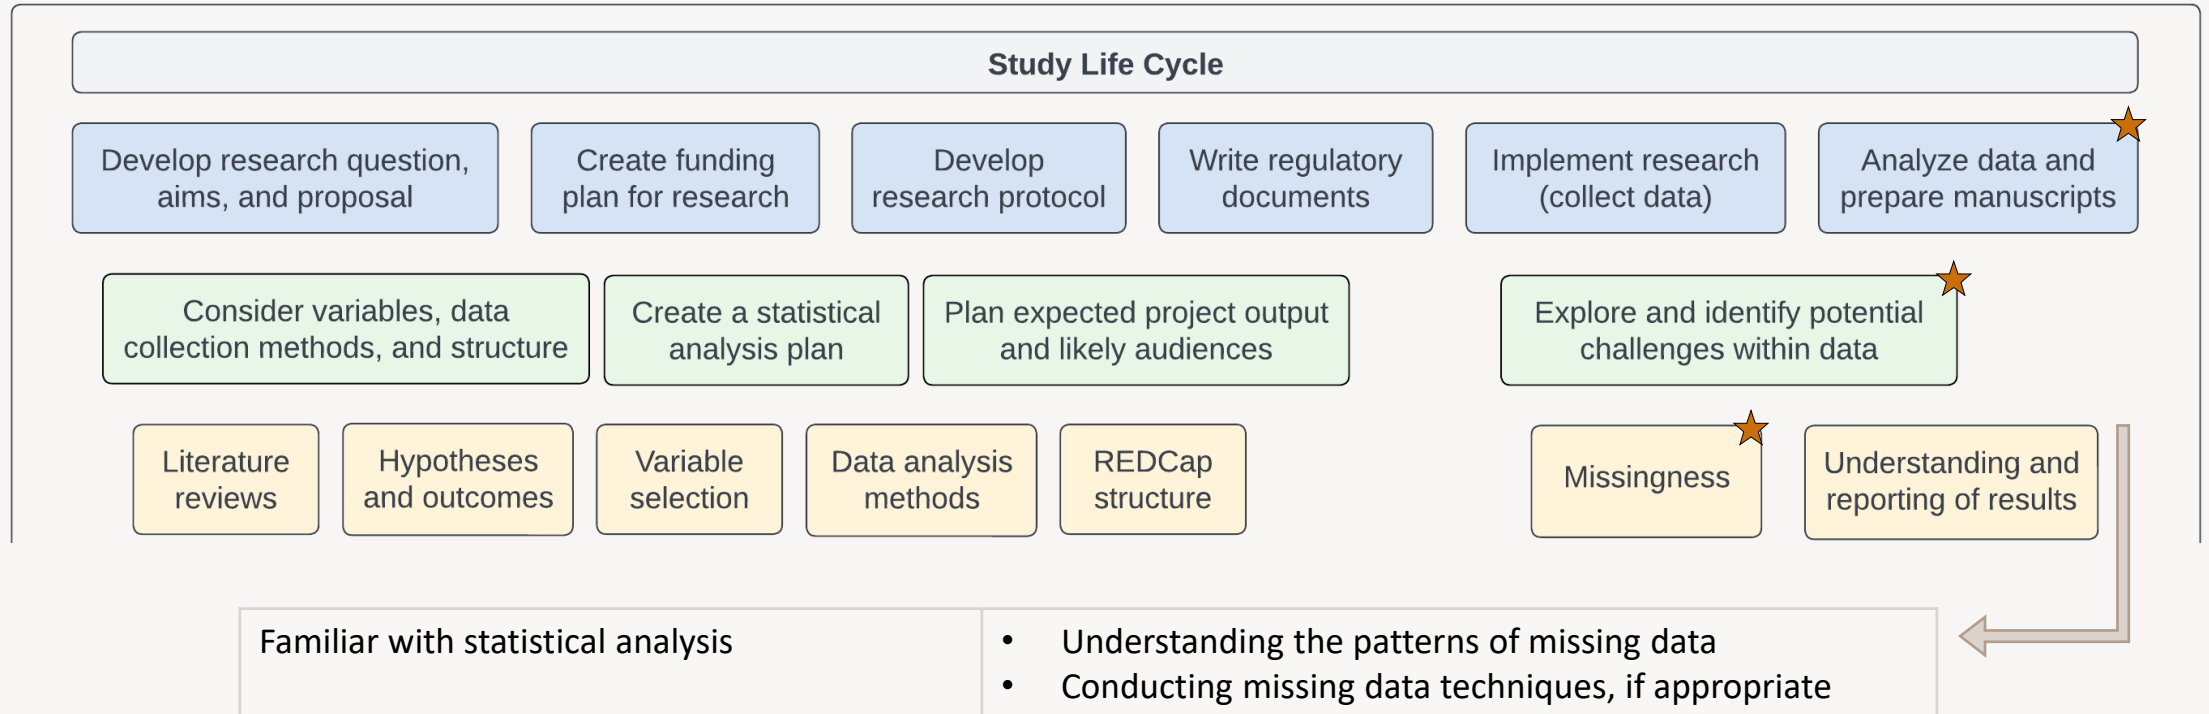 Study Life Cycle
Develop research question,
aims, and proposal
Create funding
plan for research
Develop
research protocol
Write regulatory
documents
Implement research
(collect data)
Analyze data and
prepare manuscripts
Consider variables, data
collection methods, and structure
Create a statistical
analysis plan
Plan expected project output
and likely audiences
Explore and identify potential
challenges within data
Literature
reviews
Hypotheses
and outcomes
Variable
selection
Data analysis
methods
REDCap
structure
Missingness
Understanding and
reporting of results
Familiar with statistical analysis
• Understanding the patterns of missing data
• Conducting missing data techniques, if appropriate